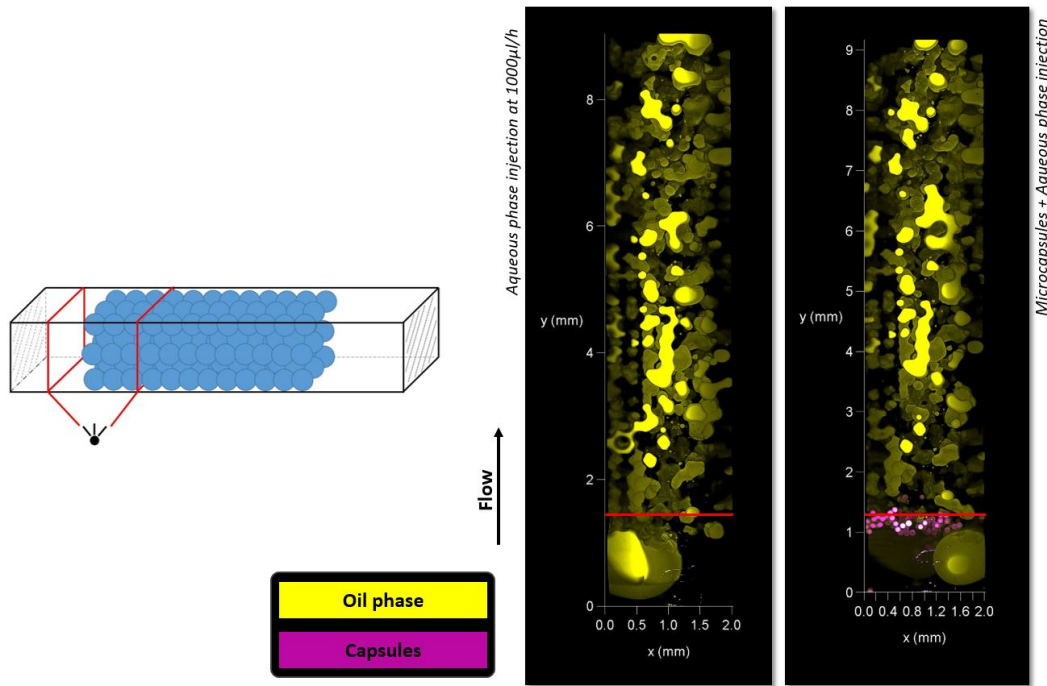 Aqueous phase injection at 1000µl/h
Microcapsules + Aqueous phase injection
Flow
Oil phase
Capsules
8
6
y (mm)
4
2
0
0.0 0.5 1.0 1.5 2.0
x (mm)
9
8
7
6
5
y (mm)
4
3
2
1
0
0.0 0.4 0.8 1.2 1.6 2.0
x (mm)